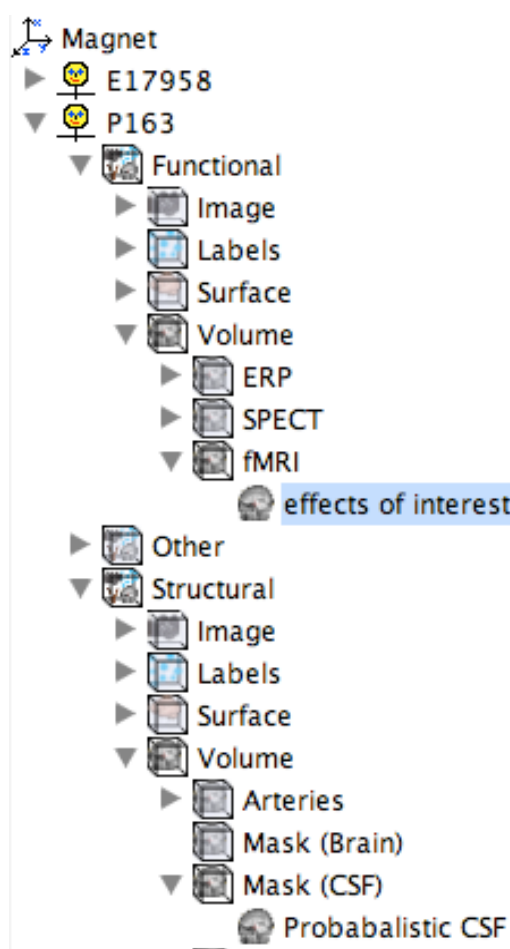 Magnet
E17958
P163
Functional
Image
Labels
Surface
Volume
ERP
SPECT
fMRI
effects of interest
Other
Structural
Image
Labels
Surface
Volume
Arteries
Mask (Brain)
Mask (CSF)
Probabalistic CSF